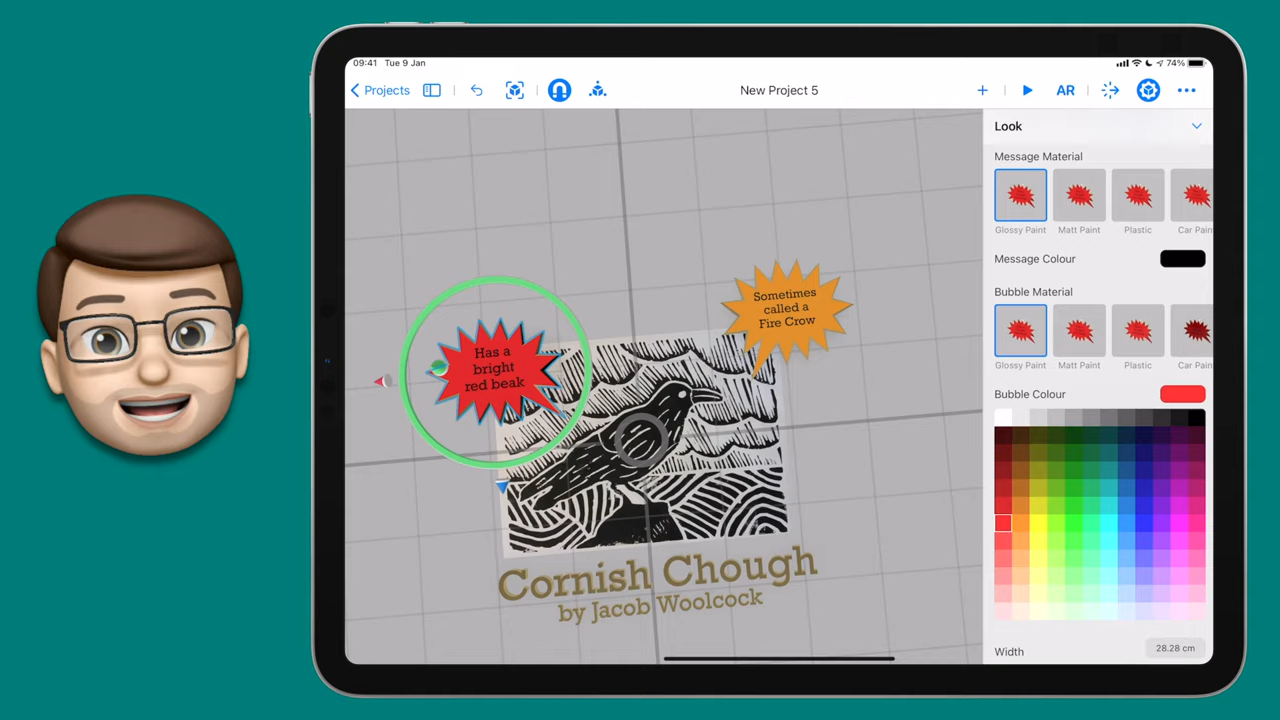 09:41 Tue 9 Jan
74%
Projects
New Project 5
AR
Look
Message Material
Glossy Paint
Matt Paint
Plastic
Car Pain
Message Colour
Bubble Material
Glossy Paint
Matt Paint
Plastic
Car Pain
Bubble Colour
Width
28.28 cm
Has a
bright
red beak
Sometimes
called a
Fire Crow
Cornish Chough
by Jacob Woolcock